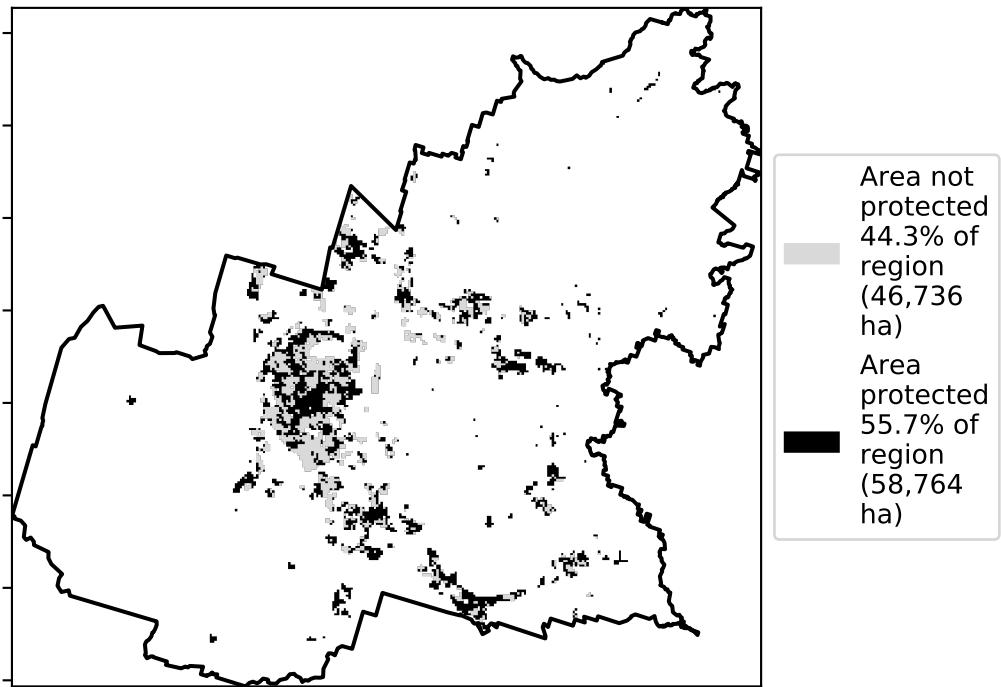 Area not
protected
44.3% of
region
(46,736
ha)
Area
protected
55.7% of
region
(58,764
ha)